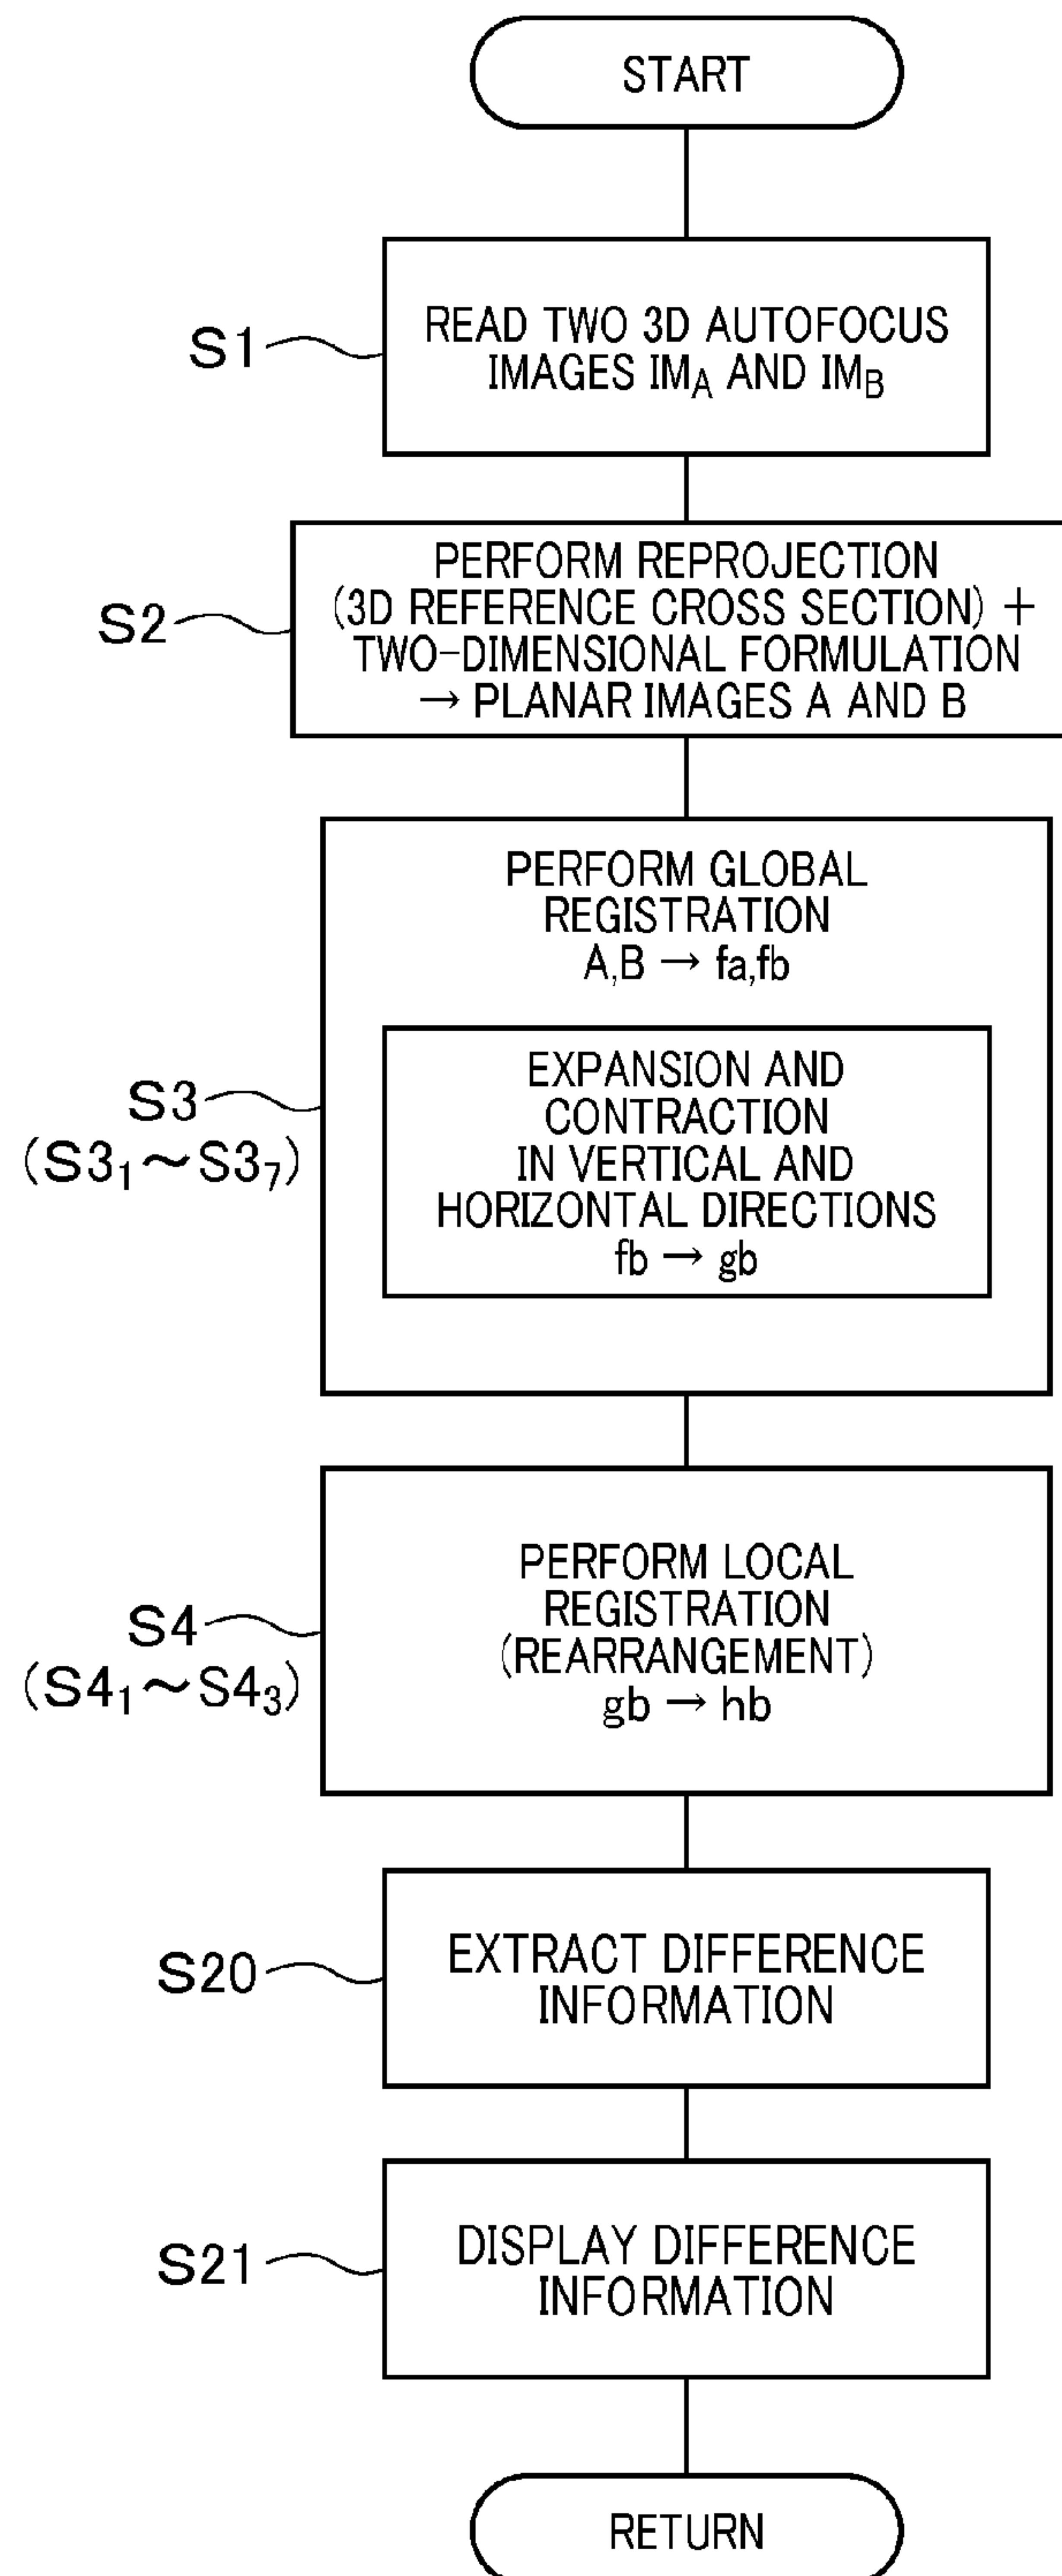 START
S1
READ TWO 3D AUTOFOCUS
IMAGES IM_A AND IM_B
S2
PERFORM REPROJECTION
(3D REFERENCE CROSS SECTION) +
TWO-DIMENSIONAL FORMULATION
→ PLANAR IMAGES A AND B
PERFORM GLOBAL
REGISTRATION
A,B → fa,fb
S3
(S3₁~S3₇)
EXPANSION AND
CONTRACTION
IN VERTICAL AND
HORIZONTAL DIRECTIONS
fb → gb
S4
(S4₁~S4₃)
PERFORM LOCAL
REGISTRATION
(REARRANGEMENT)
gb → hb
S20
EXTRACT DIFFERENCE
INFORMATION
S21
DISPLAY DIFFERENCE
INFORMATION
RETURN